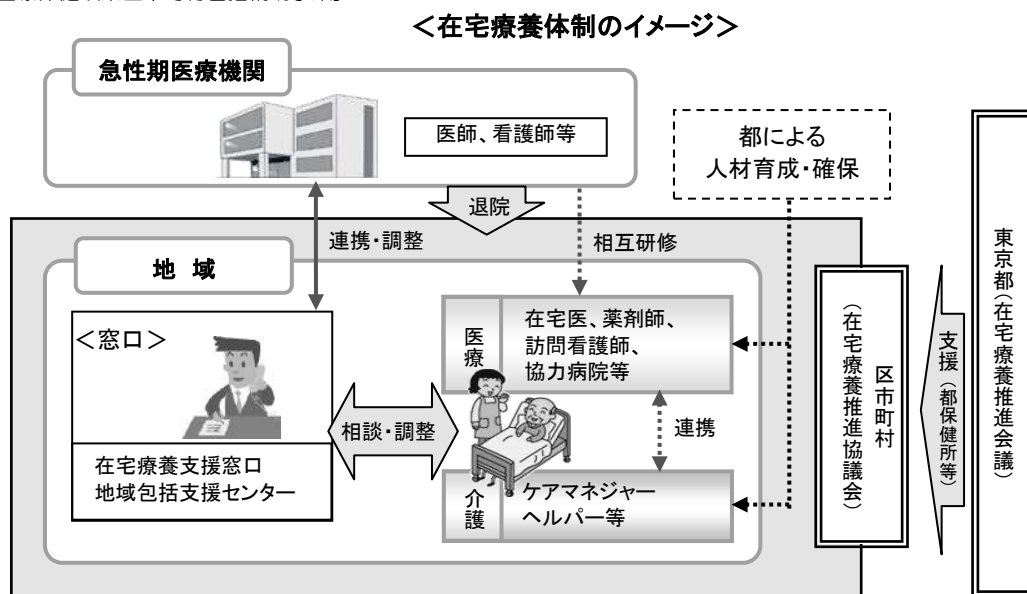 ＜在宅療養体制のイメージ＞
急性期医療機関
医師、看護師等
都による
人材育成・確保
退院
連携・調整
相互研修
地 域
＜窓口＞
在宅療養支援窓口
地域包括支援センター
相談・調整
医療
在宅医、薬剤師、
訪問看護師、
協力病院等
連携
介護
ケアマネジャー
ヘルパー等
区市町村
（在宅療養推進協議会）
支援（都保健所等）
東京都（在宅療養推進会議）